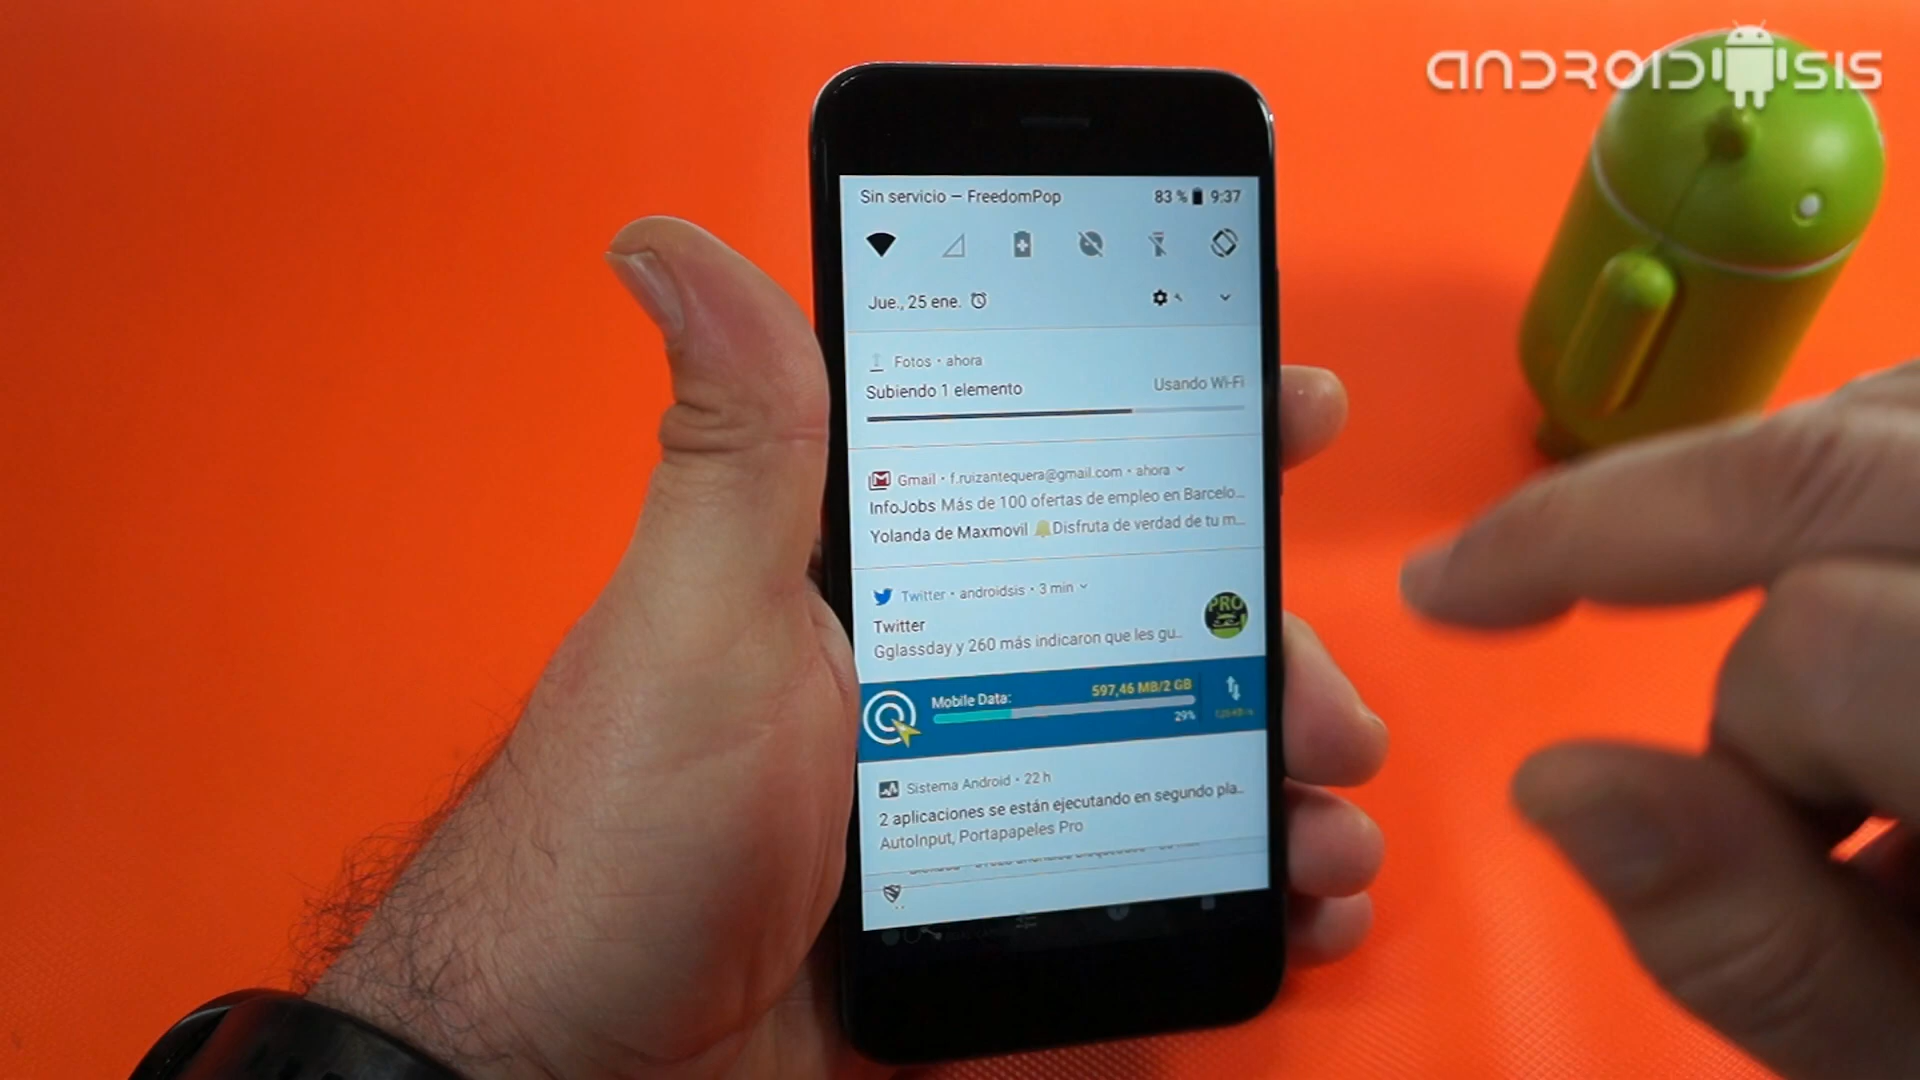 ANDROIDSIS
Sin servicio — FreedomPop 83 % 9:37
Jue., 25 ene.
Fotos • ahora
Subiendo 1 elemento Usando Wi-Fi
Gmail • f.ruizantequera@gmail.com • ahora
InfoJobs Más de 100 ofertas de empleo en Barcelo...
Yolanda de Maxmovil 🔔Disfruta de verdad de tu m...
Twitter • androidsis • 3 min
Twitter
Gglassday y 260 más indicaron que les gu...
PRO
Mobile Data: 597,46 MB/2 GB
29%
Sistema Android • 22 h
2 aplicaciones se están ejecutando en segundo pla...
AutoInput, Portapapeles Pro